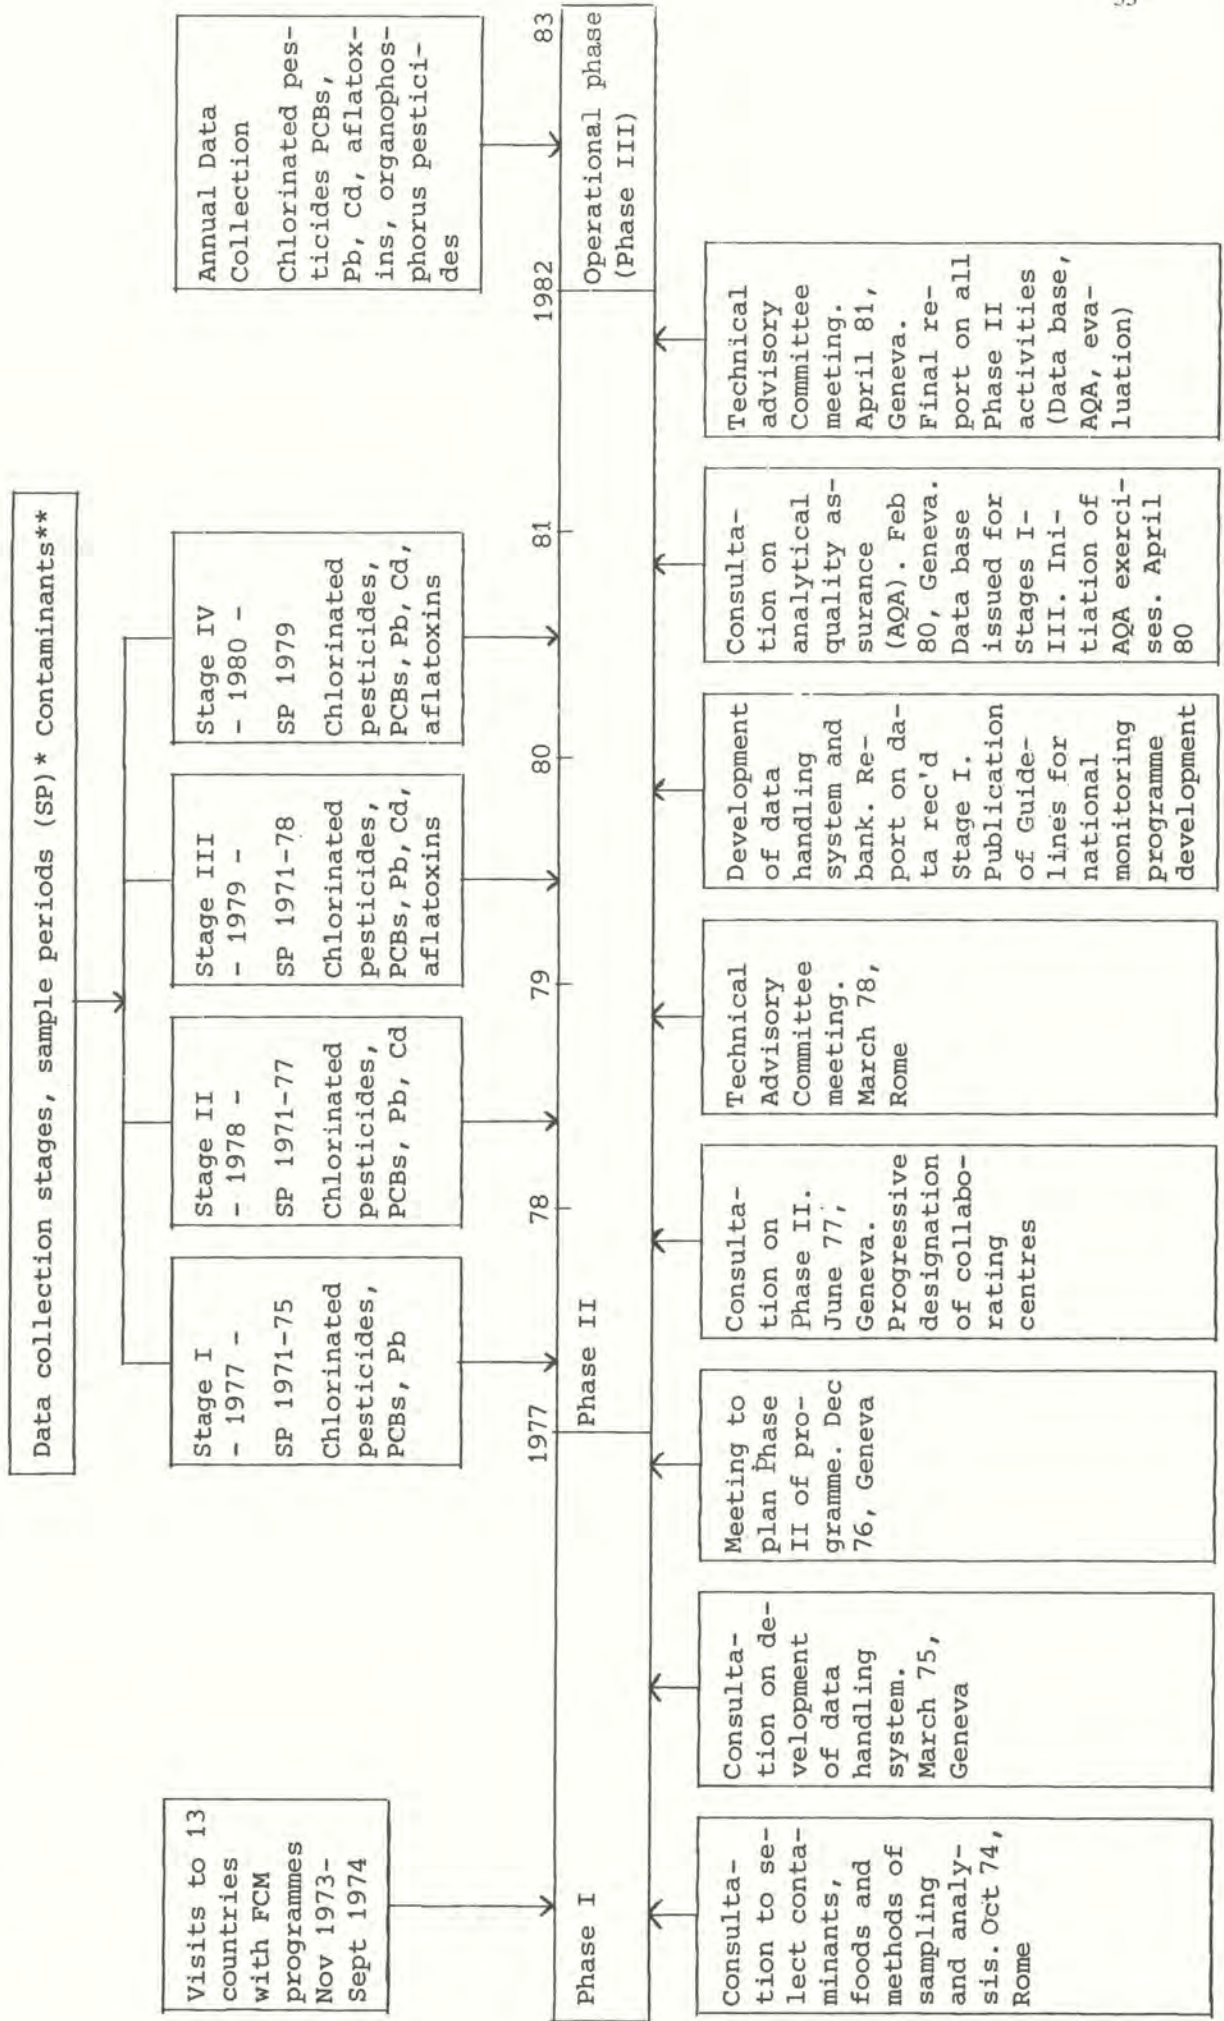 Data collection stages, sample periods (SP)* Contaminants**
Visits to 13
countries
with FCM
programmes
Nov 1973-
Sept 1974
Stage I
- 1977 -
SP 1971-75
Chlorinated
pesticides,
PCBs, Pb
Stage II
- 1978 -
SP 1971-77
Chlorinated
pesticides,
PCBs, Pb, Cd
Stage III
- 1979 -
SP 1971-78
Chlorinated
pesticides,
PCBs, Pb, Cd,
aflatoxins
Stage IV
- 1980 -
SP 1979
Chlorinated
pesticides,
PCBs, Pb, Cd,
aflatoxins
Annual Data
Collection
Chlorinated pes-
ticides PCBs,
Pb, Cd, aflatox-
ins, organophos-
phorus pestici-
des
1977
78
79
80
81
1982
83
Phase I
Phase II
Operational phase
(Phase III)
Consulta-
tion to se-
lect conta-
minants,
foods and
methods of
sampling
and analy-
sis. Oct 74,
Rome
Consulta-
tion on de-
velopment
of data
handling
system.
March 75,
Geneva
Meeting to
plan Phase
II of pro-
gramme. Dec
76, Geneva
Consulta-
tion on
Phase II.
June 77,
Geneva.
Progressive
designation
of collabo-
rating
centres
Technical
Advisory
Committee
meeting.
March 78,
Rome
Development
of data
handling
system and
bank. Re-
port on da-
ta rec'd
Stage I.
Publication
of Guide-
lines for
national
monitoring
programme
development
Consulta-
tion on
analytical
quality as-
surance
(AQA). Feb
80, Geneva.
Data base
issued for
Stages I-
III. Ini-
tiation of
AQA exerci-
ses. April
80
Technical
advisory
Committee
meeting.
April 81,
Geneva.
Final re-
port on all
Phase II
activities
(Data base,
AQA, eva-
luation)